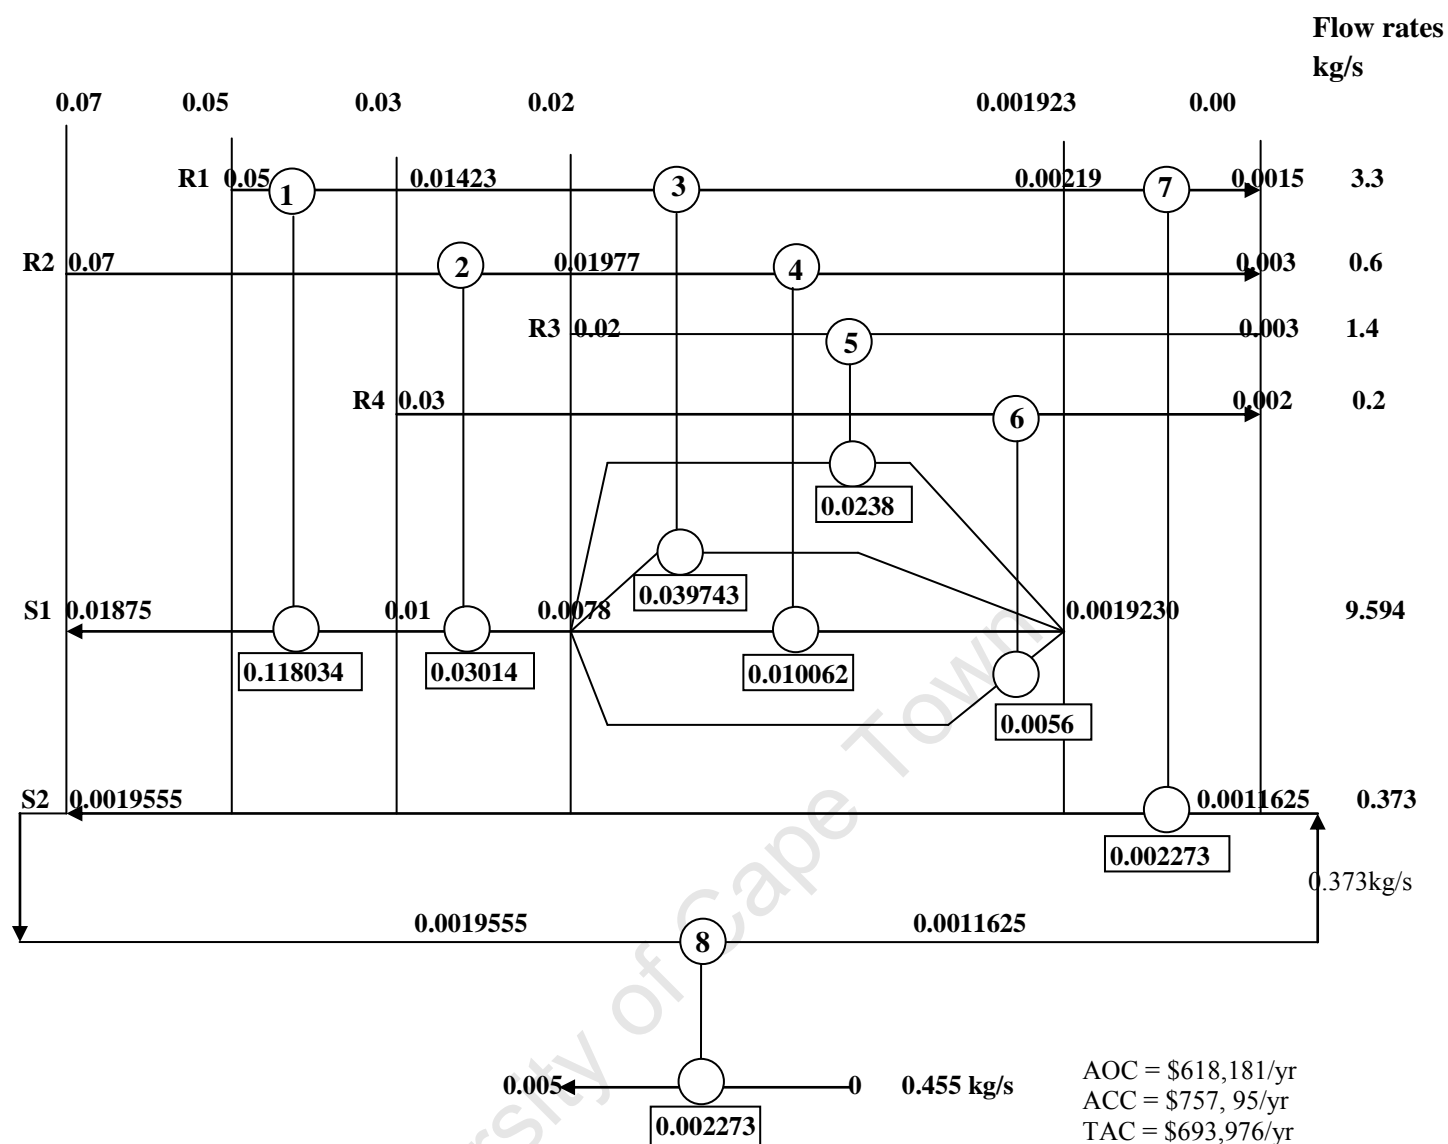 Flow rates
kg/s
0.07 0.05 0.03 0.02 0.001923 0.00
R1 0.05 1 0.01423 3 0.00219 7 0.0015 3.3
R2 0.07 2 0.01977 4 0.003 0.6
R3 0.02 5 0.003 1.4
R4 0.03 6 0.002 0.2
0.0238
0.039743
S1 0.01875 0.01 0.0078 0.0019230 9.594
0.118034 0.03014 0.010062
0.0056
S2 0.0019555 0.0011625 0.373
0.002273
0.373kg/s
0.0019555 8 0.0011625
0.005 0 0.455 kg/s
0.002273
AOC = $618,181/yr
ACC = $757, 95/yr
TAC = $693,976/yr
rsity of Cape Town